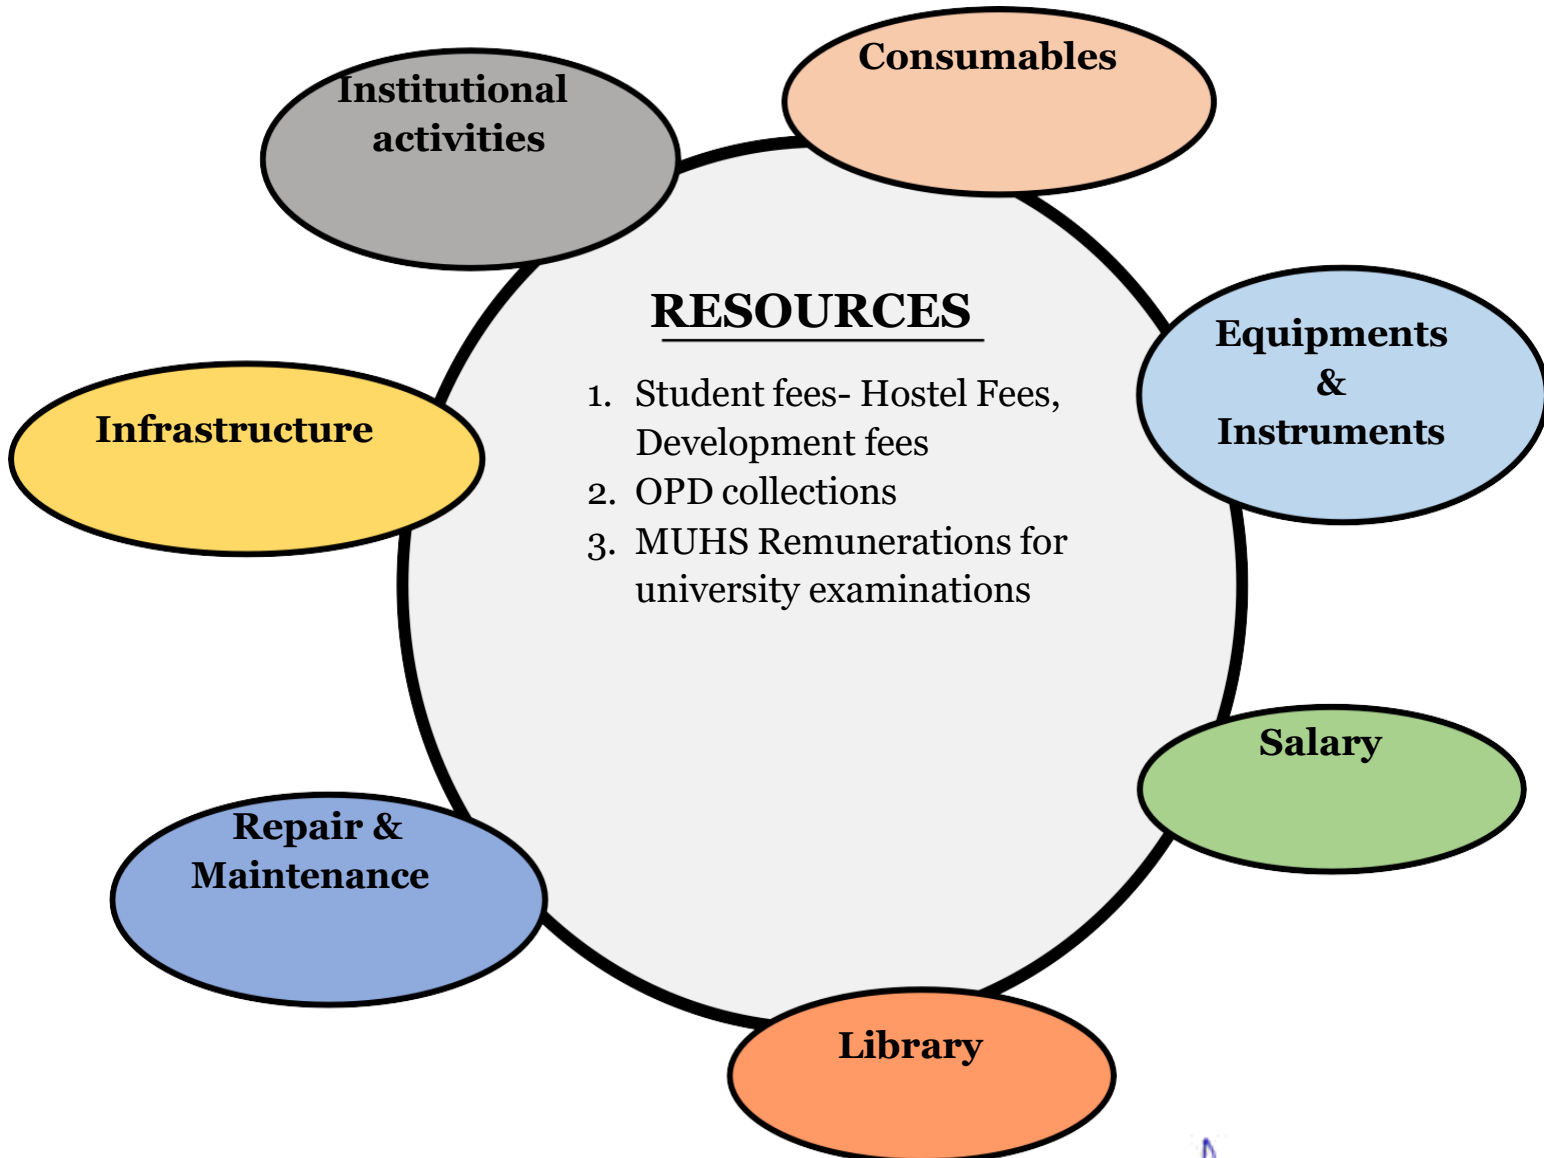 Consumables
Institutional
activities
RESOURCES
Equipments
&
Instruments
1. Student fees- Hostel Fees,
Development fees
2. OPD collections
3. MUHS Remunerations for
university examinations
Infrastructure
Salary
Repair &
Maintenance
Library